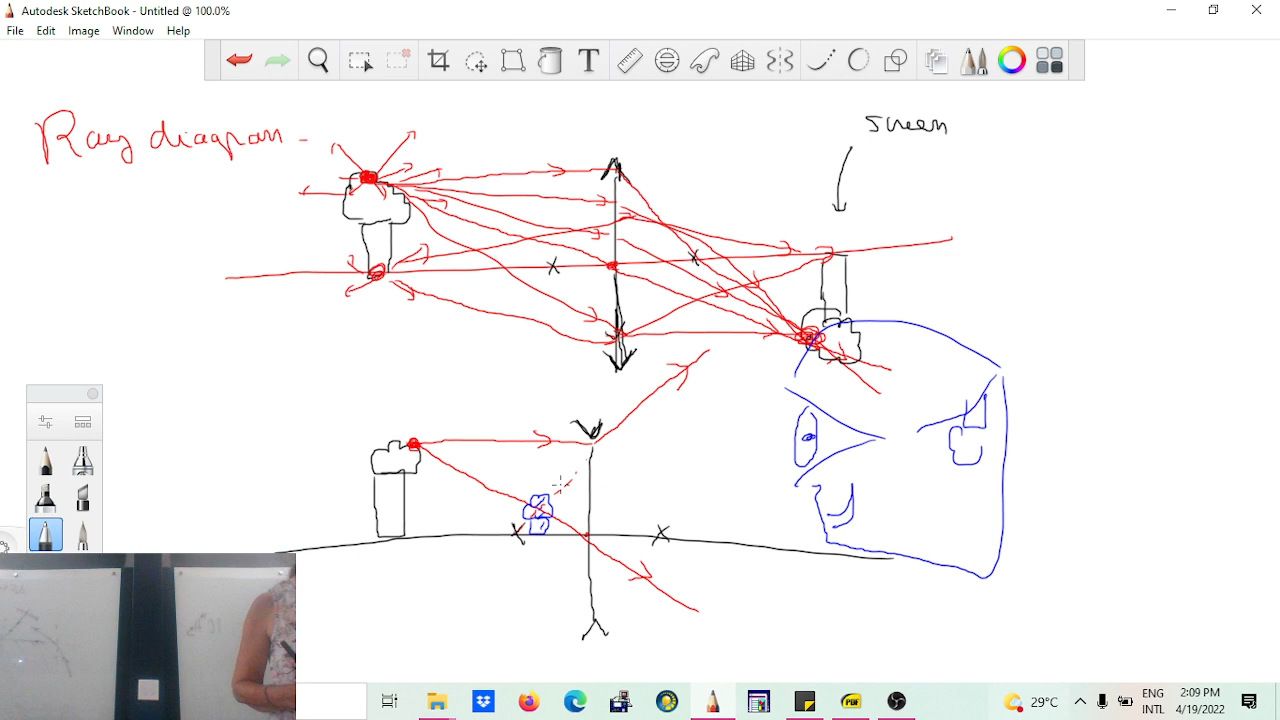 Autodesk SketchBook - Untitled @ 100.0%
File Edit Image Window Help
T
screen
Ray diagram -
29°C
ENG
INTL
2:09 PM
4/19/2022
PDF